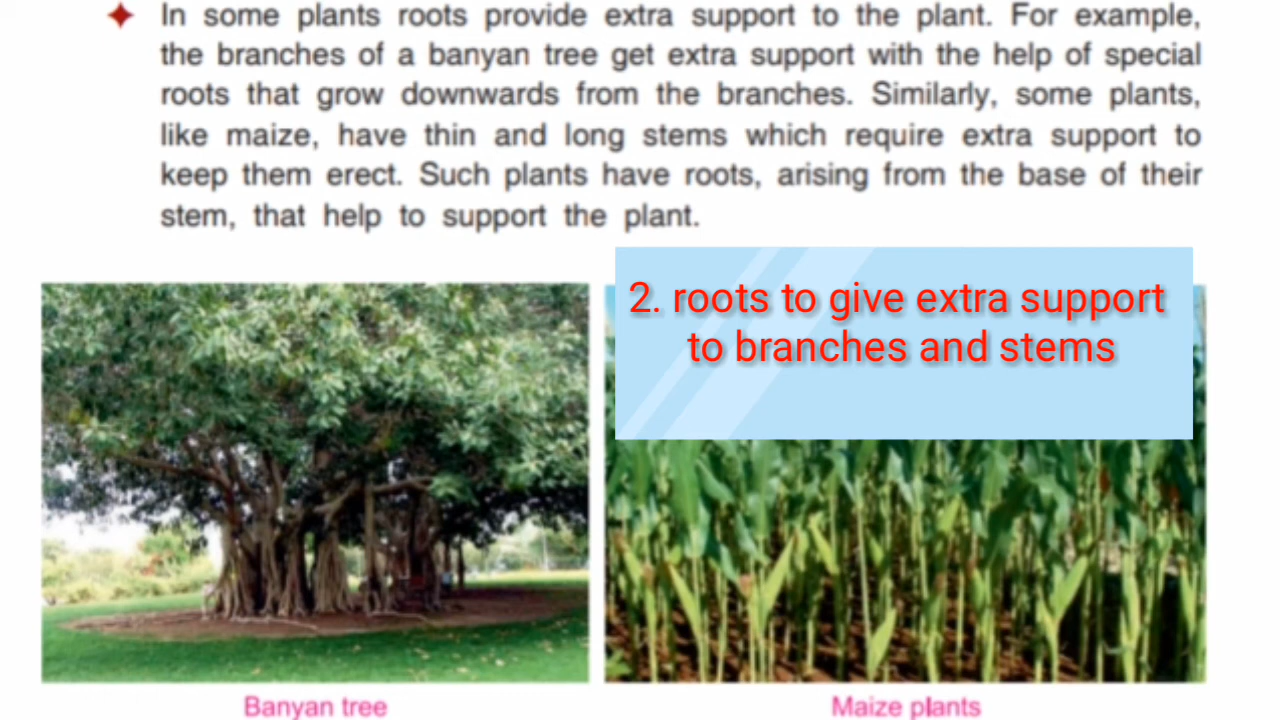 In some plants roots provide extra support to the plant. For example,
the branches of a banyan tree get extra support with the help of special
roots that grow downwards from the branches. Similarly, some plants,
like maize, have thin and long stems which require extra support to
keep them erect. Such plants have roots, arising from the base of their
stem, that help to support the plant.
2. roots to give extra support
to branches and stems
Banyan tree
Maize plants